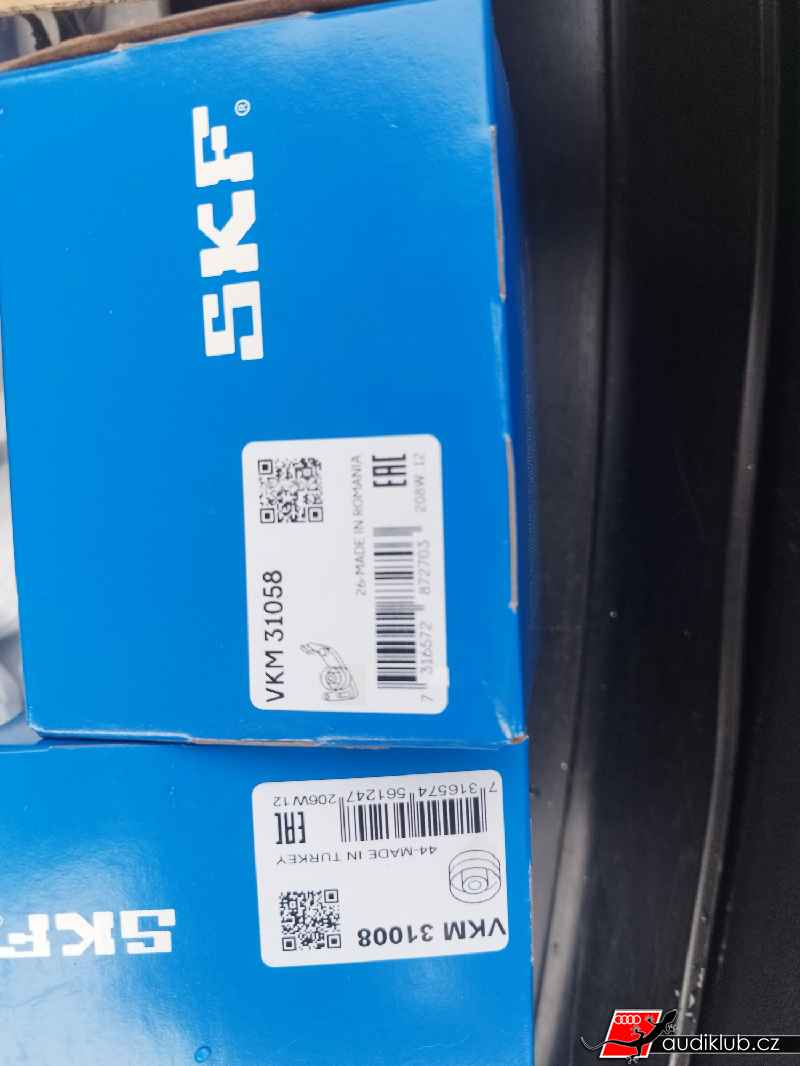 SKF®
VKM 31058
26-MADE IN ROMANIA
EAC
7 316572 872703
208W 12
SKF®
VKM 31008
44-MADE IN TURKEY
EAC
7 316574 561247
206W12
audiklub.cz